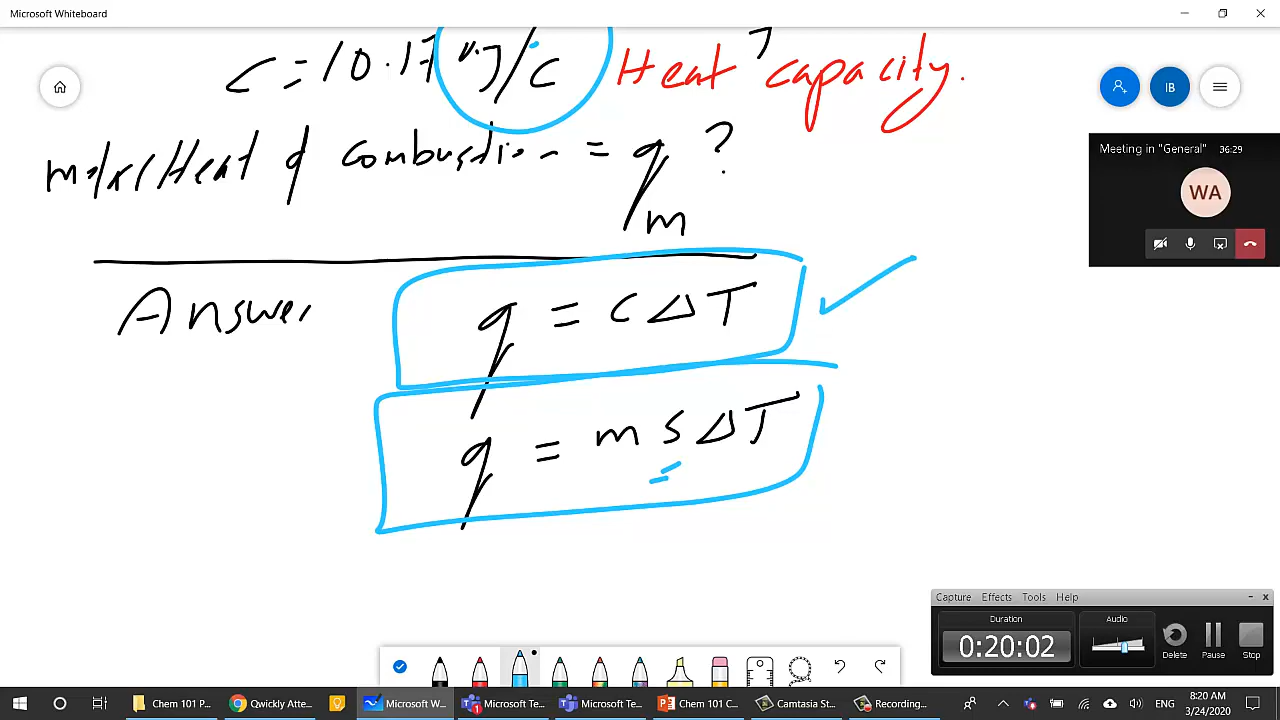 Microsoft Whiteboard
c = 10.17 kJ/°C Heat capacity.
molar Heat of combustion = q m ?
IB
Meeting in "General" 36:29
WA
Answer q = c Δ T
q = m s Δ T
Capture Effects Tools Help
Duration Audio
0:20:02 Delete Pause Stop
Chem 101 P... Qwickly Atte... Microsoft W... 1 Microsoft Te... Microsoft Te... Chem 101 C... Camtasia St... Recording... ENG 8:20 AM
3/24/2020